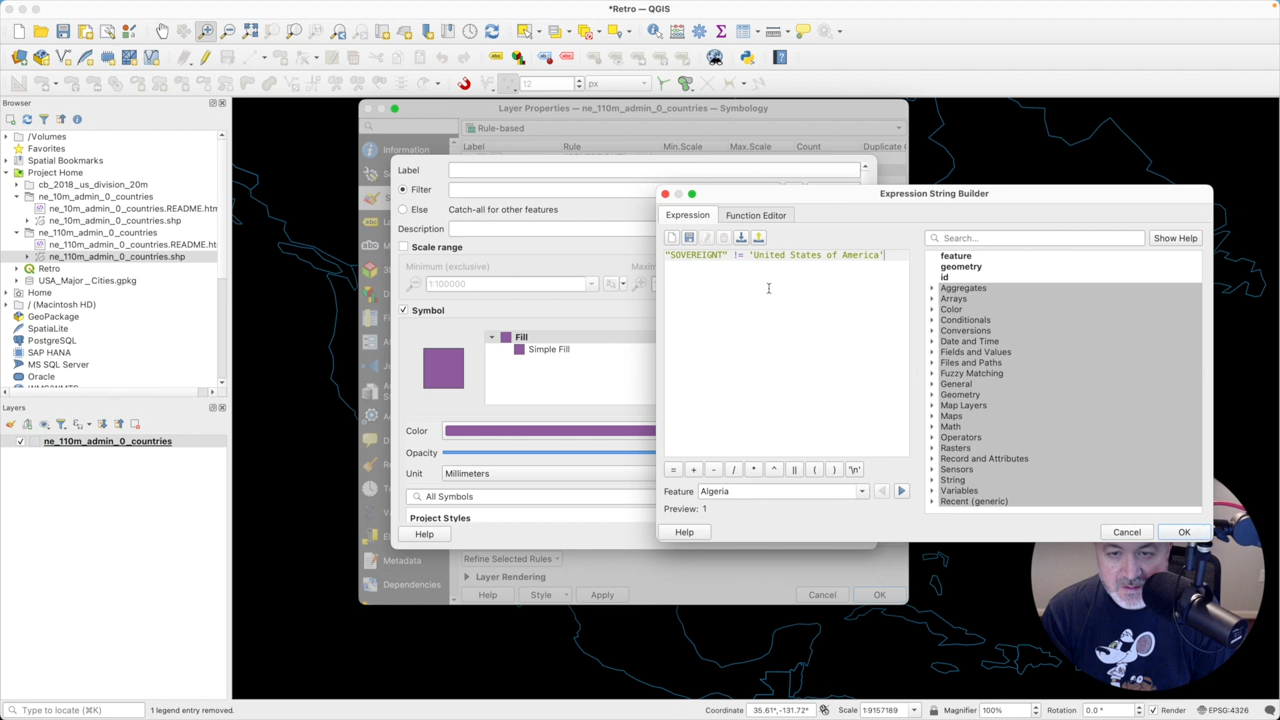 *Retro — QGIS
12
px
Browser
/Volumes
Favorites
Spatial Bookmarks
Project Home
cb_2018_us_division_20m
ne_10m_admin_0_countries
ne_10m_admin_0_countries.README.htm
ne_10m_admin_0_countries.shp
ne_110m_admin_0_countries
ne_110m_admin_0_countries.README.ht
ne_110m_admin_0_countries.shp
Retro
USA_Major_Cities.gpkg
Home
/ (Macintosh HD)
GeoPackage
SpatiaLite
PostgreSQL
SAP HANA
MS SQL Server
Oracle
WMS/WMTS
Layers
ne_110m_admin_0_countries
Layer Properties — ne_110m_admin_0_countries — Symbology
Information
Rule-based
Label Rule Min.Scale Max.Scale Count Duplicate
Metadata
Dependencies
Refine Selected Rules
Layer Rendering
Help Style Apply Cancel OK
Label
Filter
Else Catch-all for other features
Description
Scale range
Minimum (exclusive)
1:100000
Symbol
Fill
Simple Fill
Color
Opacity
Unit Millimeters
All Symbols
Project Styles
Help
Expression String Builder
Expression Function Editor
"SOVEREIGNT" != 'United States of America'
= + - / * ^ || ( ) '\n'
Feature Algeria
Preview: 1
Help
Search... Show Help
feature
geometry
id
Aggregates
Arrays
Color
Conditionals
Conversions
Date and Time
Fields and Values
Files and Paths
Fuzzy Matching
General
Geometry
Map Layers
Maps
Math
Operators
Rasters
Record and Attributes
Sensors
String
Variables
Recent (generic)
Cancel OK
Type to locate (⌘K) 1 legend entry removed. Coordinate 35.61°,-131.72° Scale 1:9157189 Magnifier 100% Rotation 0.0 ° Render EPSG:4326